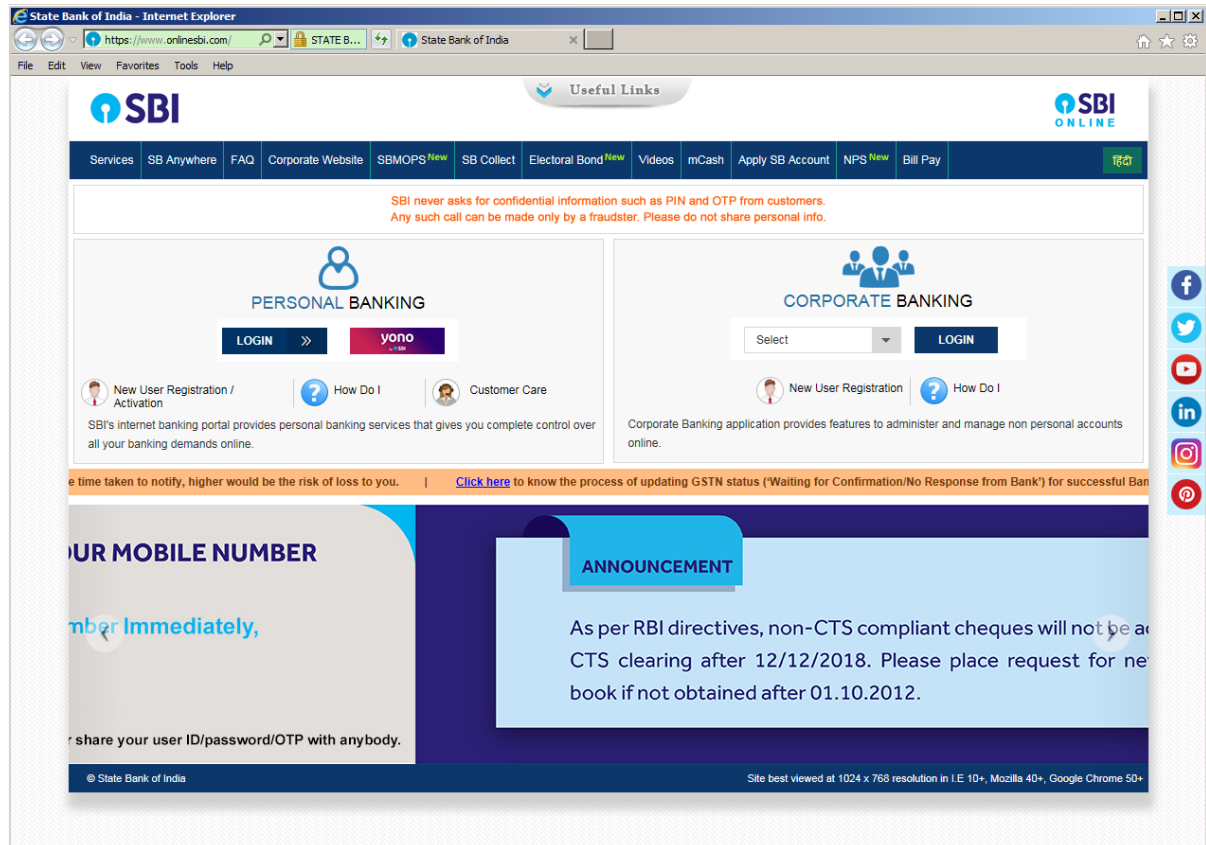 State Bank of India - Internet Explorer
https://www.onlinesbi.com/ STATE B... State Bank of India
File Edit View Favorites Tools Help
Useful Links
SBI
SBI
ONLINE
Services SB Anywhere FAQ Corporate Website SBMOPS New SB Collect Electoral Bond New Videos mCash Apply SB Account NPS New Bill Pay हिंदी
SBI never asks for confidential information such as PIN and OTP from customers.
Any such call can be made only by a fraudster. Please do not share personal info.
PERSONAL BANKING
LOGIN » yono
by SBI
New User Registration /
Activation
How Do I
Customer Care
SBI's internet banking portal provides personal banking services that gives you complete control over
all your banking demands online.
CORPORATE BANKING
Select LOGIN
New User Registration How Do I
Corporate Banking application provides features to administer and manage non personal accounts
online.
e time taken to notify, higher would be the risk of loss to you. | Click here to know the process of updating GSTN status (‘Waiting for Confirmation/No Response from Bank’) for successful Ban
OUR MOBILE NUMBER
mber Immediately,
r share your user ID/password/OTP with anybody.
ANNOUNCEMENT
As per RBI directives, non-CTS compliant cheques will not be ac
CTS clearing after 12/12/2018. Please place request for ne
book if not obtained after 01.10.2012.
© State Bank of India
Site best viewed at 1024 x 768 resolution in I.E 10+, Mozilla 40+, Google Chrome 50+